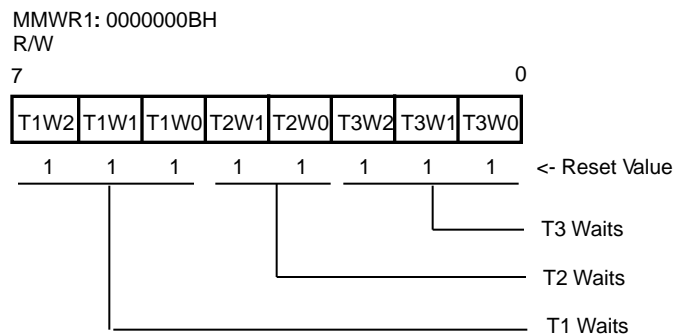 MMWR1: 0000000BH
R/W
7 0
T1W2 T1W1 T1W0 T2W1 T2W0 T3W2 T3W1 T3W0
1 1 1 1 1 1 1 1 <- Reset Value
T3 Waits
T2 Waits
T1 Waits